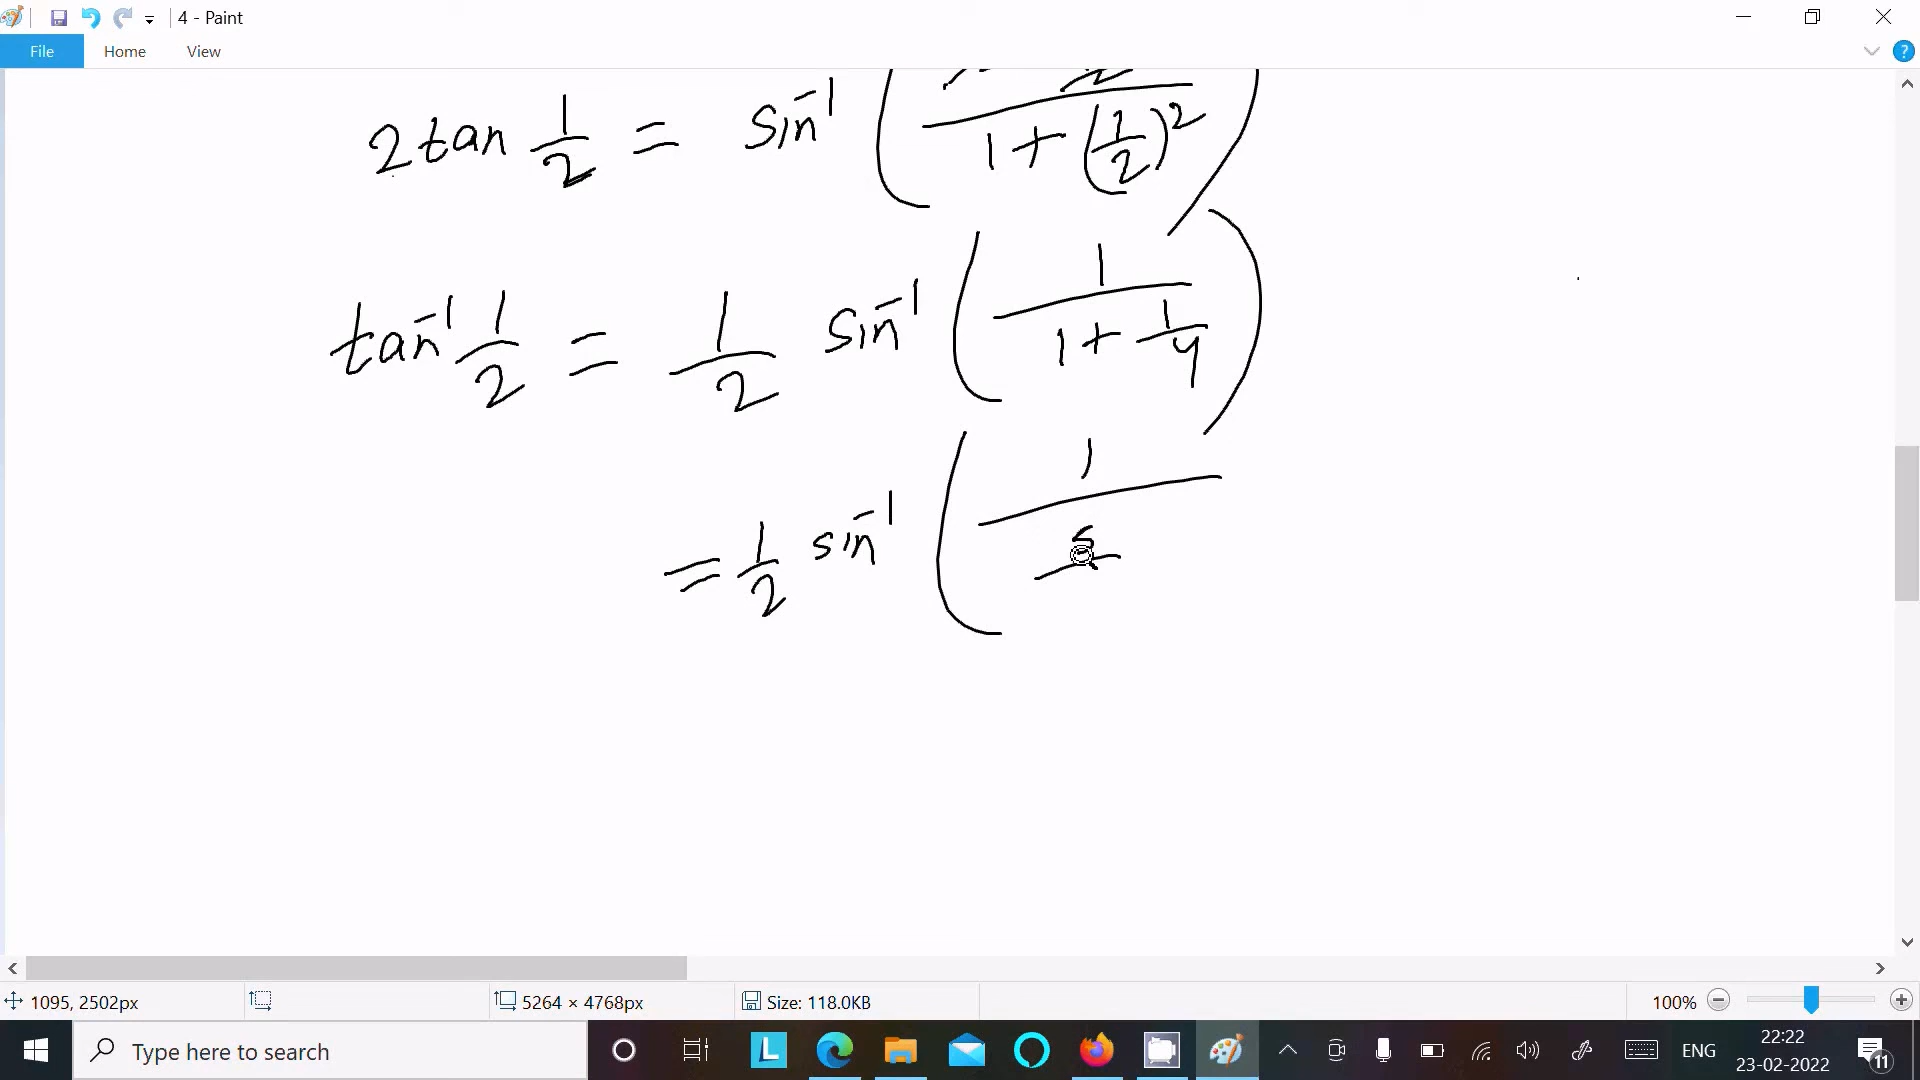 4 - Paint
File Home View
2tan 1/2 = sin⁻¹ ( /1+(1/2)²)
tan⁻¹ 1/2 = 1/2 sin⁻¹ (1/1+1/4)
= 1/2 sin⁻¹ (1/5/
1095, 2502px 5264 × 4768px Size: 118.0KB 100%
Type here to search L ENG 22:22
23-02-2022 11